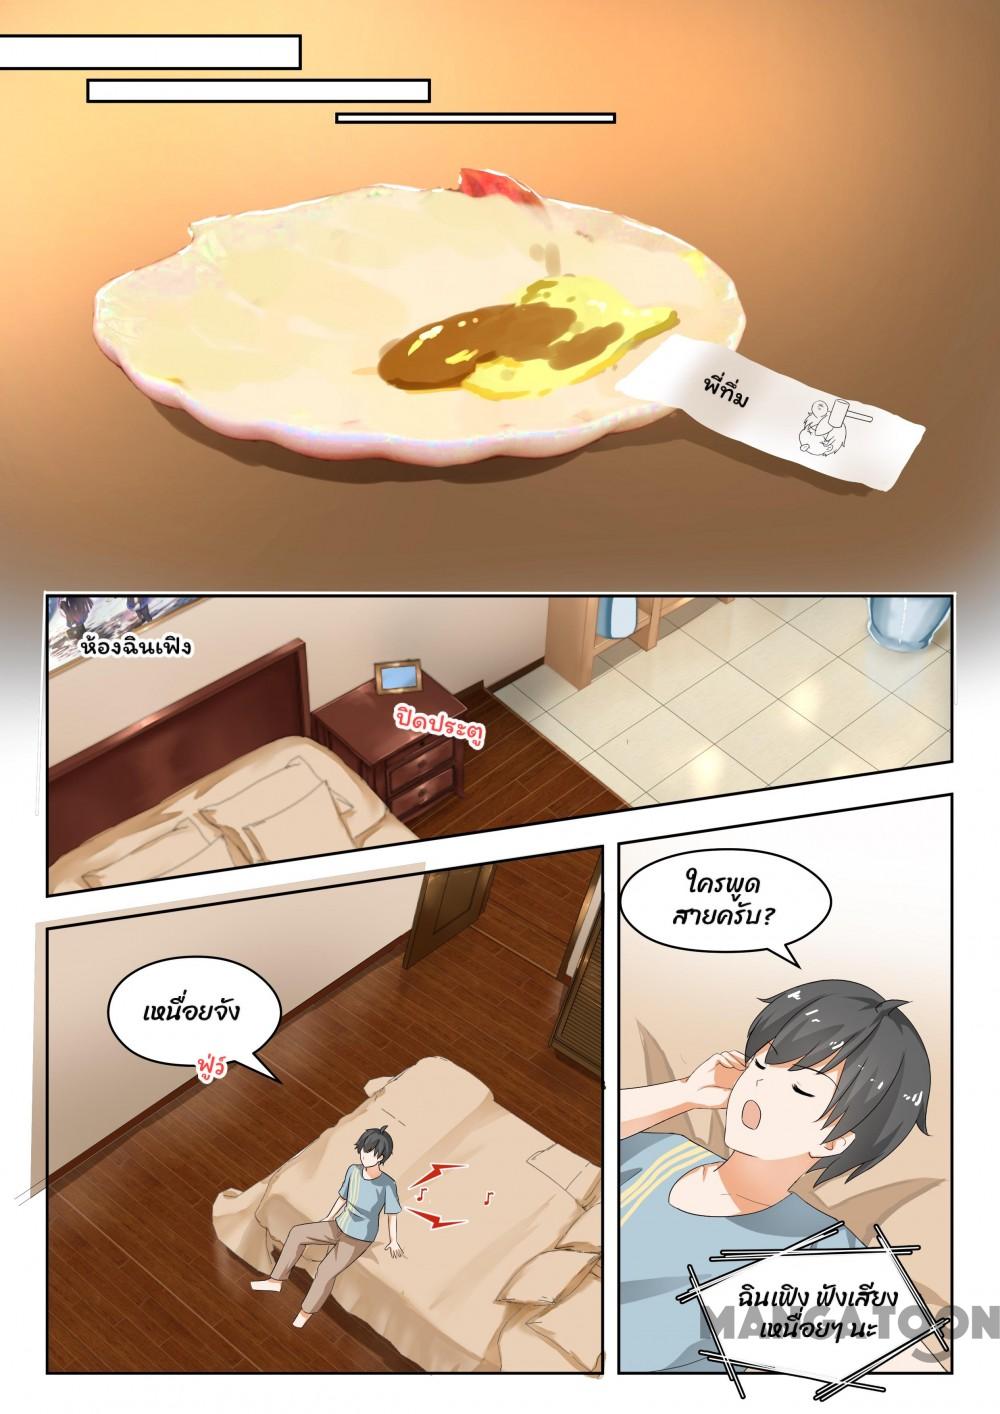 พี่ทึ่ม
ห้องฉินเฟิง
ปิดประตู
เหนื่อยจัง
ฟู่ว์
ใครพูด
สายครับ?
ฉินเฟิง ฟังเสียง
เหนื่อยๆ นะ
MANGATOON